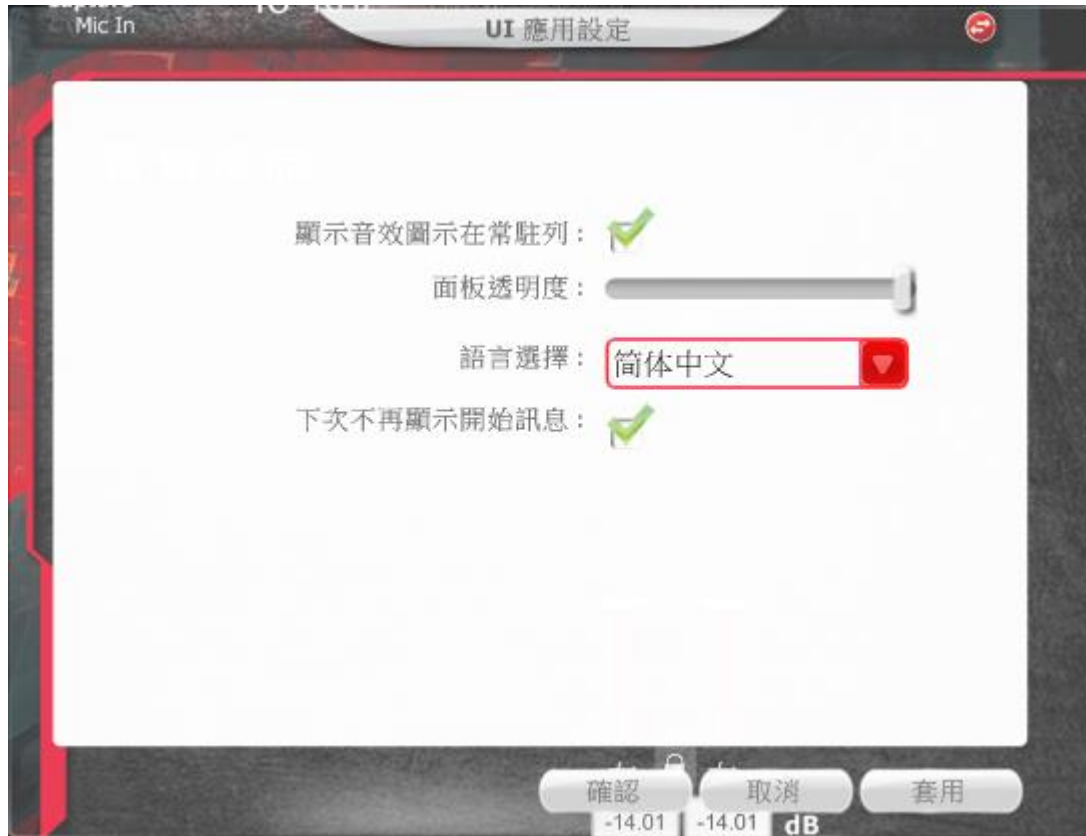 Mic In
UI 應用設定
顯示音效圖示在常駐列：
面板透明度：
語言選擇：
简体中文
下次不再顯示開始訊息：
確認
取消
套用
-14.01
-14.01
dB